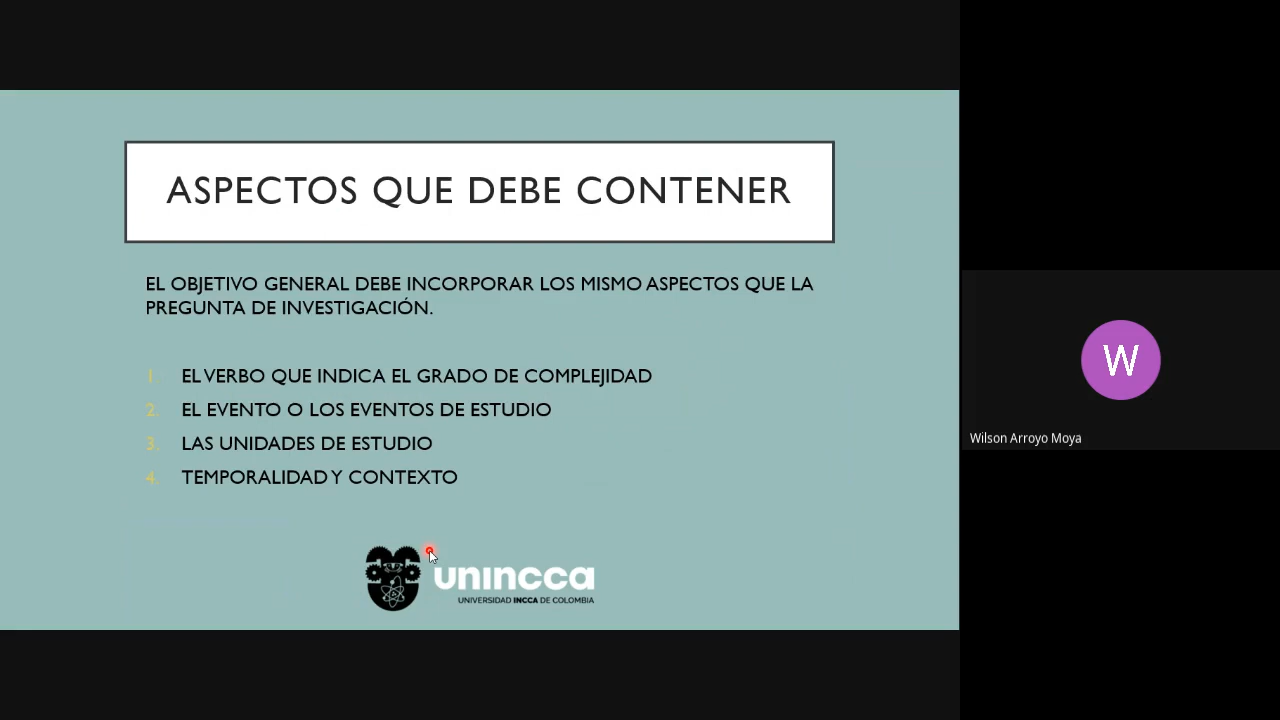 ASPECTOS QUE DEBE CONTENER
EL OBJETIVO GENERAL DEBE INCORPORAR LOS MISMO ASPECTOS QUE LA
PREGUNTA DE INVESTIGACIÓN.
1. EL VERBO QUE INDICA EL GRADO DE COMPLEJIDAD
2. EL EVENTO O LOS EVENTOS DE ESTUDIO
3. LAS UNIDADES DE ESTUDIO
4. TEMPORALIDAD Y CONTEXTO
unincca
UNIVERSIDAD INCCA DE COLOMBIA
W
Wilson Arroyo Moya